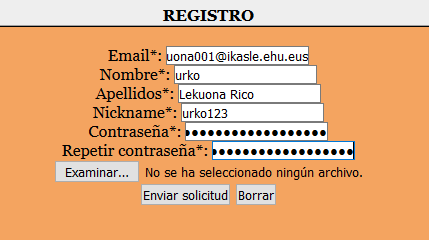 REGISTRO
Email*: uona001@ikasle.ehu.eus
Nombre*: urko
Apellidos*: Lekuona Rico
Nickname*: urko123
Contraseña*: ••••••••••••••••••
Repetir contraseña*: ••••••••••••••••••
Examinar... No se ha seleccionado ningún archivo.
Enviar solicitud Borrar